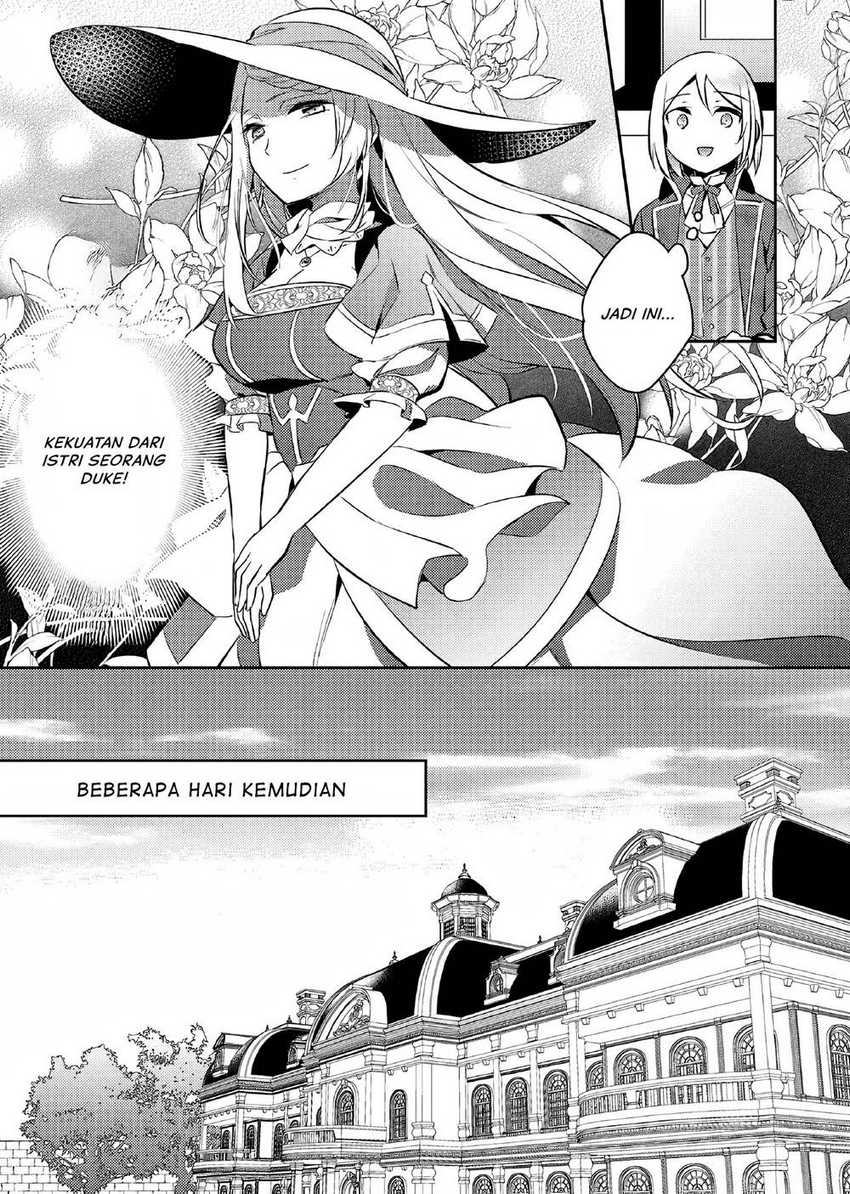 JADI INI...
KEKUATAN DARI
ISTRI SEORANG
DUKE!
BEBERAPA HARI KEMUDIAN